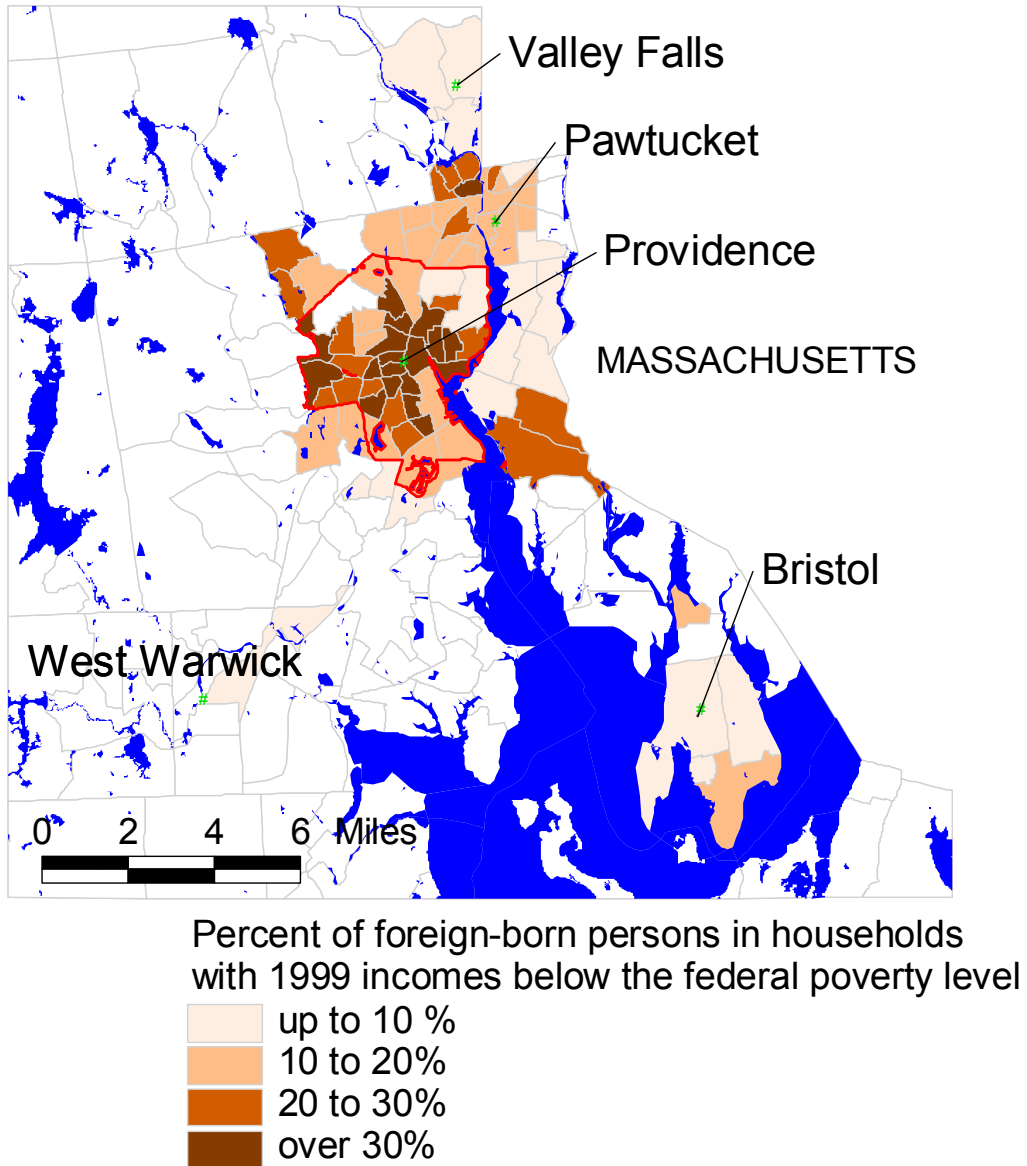 Valley Falls
Pawtucket
Providence
MASSACHUSETTS
Bristol
West Warwick
0 2 4 6 Miles
Percent of foreign-born persons in households
with 1999 incomes below the federal poverty level
up to 10 %
10 to 20%
20 to 30%
over 30%